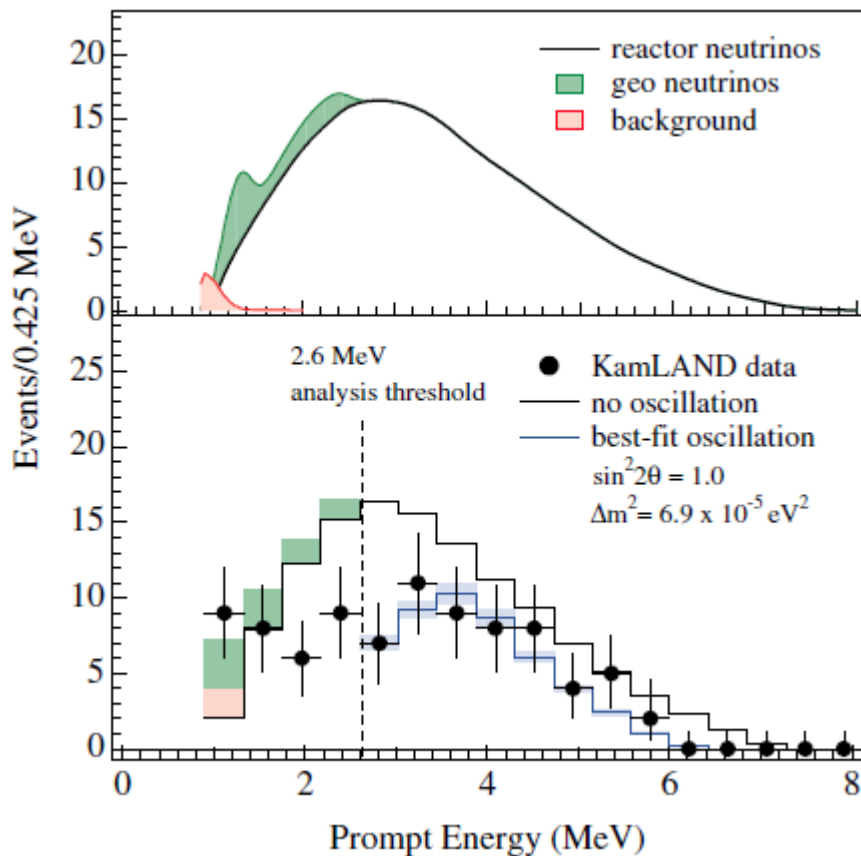 Events/0.425 MeV
20
15
10
5
0
reactor neutrinos
geo neutrinos
background
25
20
15
10
5
0
2.6 MeV
analysis threshold
KamLAND data
no oscillation
best-fit oscillation
sin²2θ = 1.0
Δm²= 6.9 x 10⁻⁵ eV²
0 2 4 6 8
Prompt Energy (MeV)